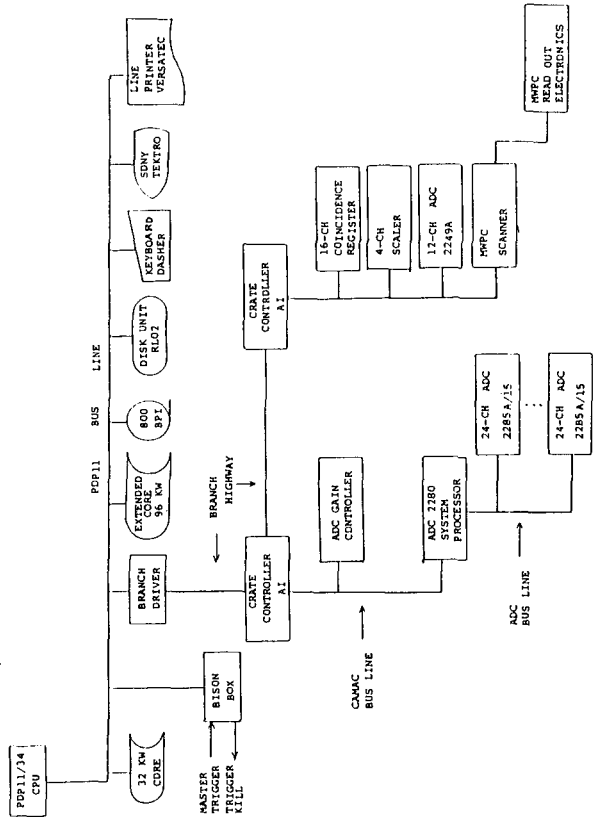 PDP11/34
CPU
PDP11 BUS LINE
32 KW
CORE
BISON
BOX
MASTER
TRIGGER
TRIGGER
KILL
BRANCH
DRIVER
EXTENDED
CORE
96 KW
800
BPI
DISK UNIT
RL02
KEYBOARD
DASHER
SONY
TEKTRO
LINE
PRINTER
VERSATEC
BRANCH
HIGHWAY
CRATE
CONTROLLER
A1
CRATE
CONTROLLER
A1
ADC GAIN
CONTROLLER
ADC 2280
SYSTEM
PROCESSOR
CAMAC
BUS LINE
24-CH ADC
2285A/15
24-CH ADC
2285A/15
ADC
BUS LINE
16-CH
COINCIDENCE
REGISTER
4-CH
SCALER
12-CH ADC
2249A
MWPC
SCANNER
MWPC
READ OUT
ELECTRONICS